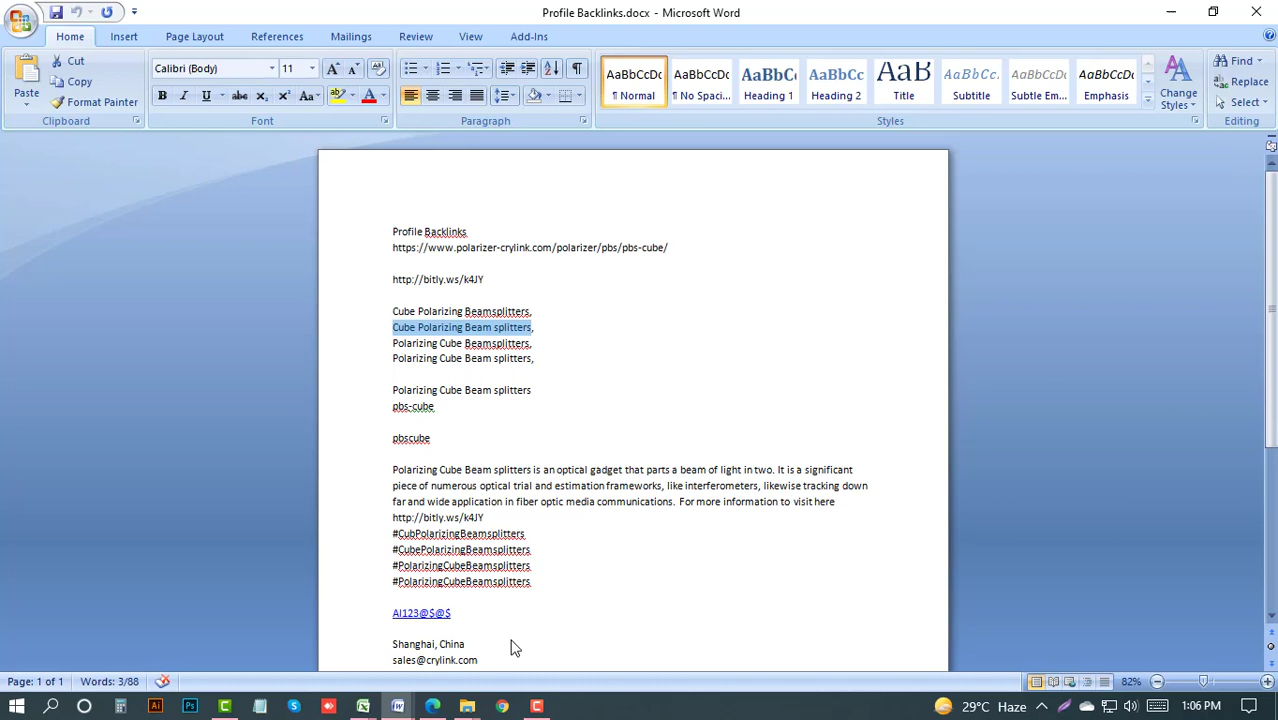 Profile Backlinks.docx - Microsoft Word
Home Insert Page Layout References Mailings Review View Add-Ins
Paste
Cut
Copy
Format Painter
Clipboard
Calibri (Body) 11
Font
Paragraph
AaBbCcDc
¶ Normal
AaBbCcDc
¶ No Spaci...
AaBbCc
Heading 1
AaBbCc
Heading 2
AaB
Title
AaBbCc.
Subtitle
AaBbCcDc
Subtle Em...
AaBbCcDc
Emphasis
Change Styles
Styles
Find
Replace
Select
Editing
Profile Backlinks
https://www.polarizer-crylink.com/polarizer/pbs/pbs-cube/
http://bitly.ws/k4JY
Cube Polarizing Beamsplitters,
Cube Polarizing Beam splitters,
Polarizing Cube Beamsplitters,
Polarizing Cube Beam splitters,
Polarizing Cube Beam splitters
pbs-cube
pbscube
Polarizing Cube Beam splitters is an optical gadget that parts a beam of light in two. It is a significant
piece of numerous optical trial and estimation frameworks, like interferometers, likewise tracking down
far and wide application in fiber optic media communications. For more information to visit here
http://bitly.ws/k4JY
#CubPolarizingBeamsplitters
#CubePolarizingBeamsplitters
#PolarizingCubeBeamsplitters
#PolarizingCubeBeamsplitters
Al123@$@$
Shanghai, China
sales@crylink.com
Page: 1 of 1 Words: 3/88 82%
29°C Haze 1:06 PM